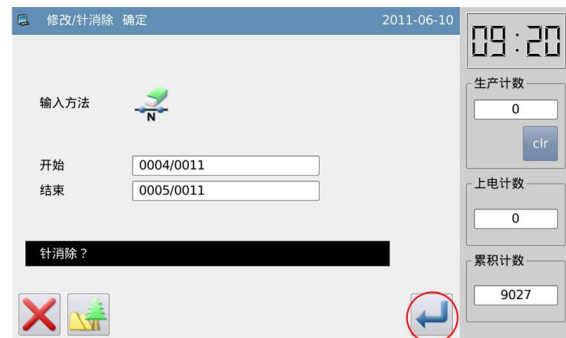 修改/针消除 确定 2011-06-10
09:20
输入方法
N
开始 0004/0011
结束 0005/0011
针消除？
生产计数
0
clr
上电计数
0
累积计数
9027